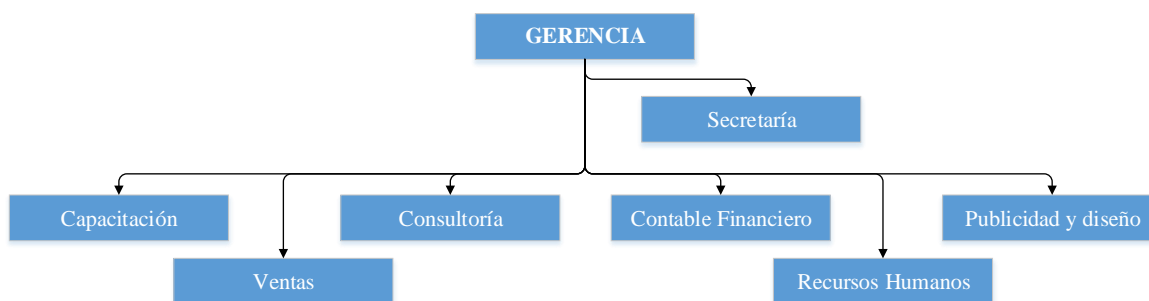 GERENCIA
Secretaría
Capacitación
Consultoría
Contable Financiero
Publicidad y diseño
Ventas
Recursos Humanos